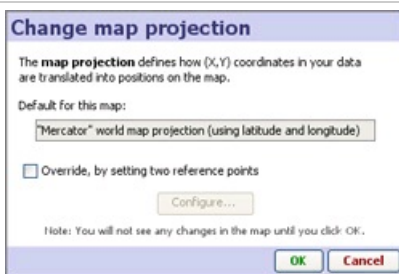 Change map projection
The map projection defines how (X,Y) coordinates in your data
are translated into positions on the map.
Default for this map:
"Mercator" world map projection (using latitude and longitude)
Override, by setting two reference points
Configure...
Note: You will not see any changes in the map until you click OK.
OK Cancel